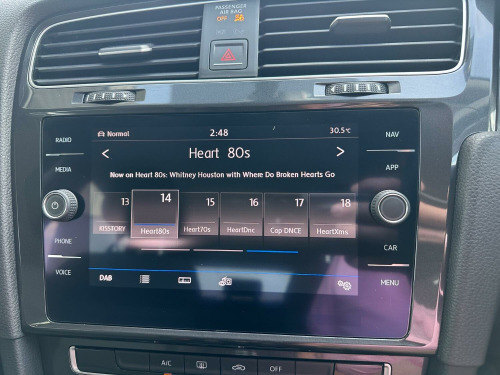 PASSENGER
AIR BAG
OFF
RADIO
MEDIA
PHONE
VOICE
Normal
2:48
30.5°C
< Heart 80s >
Now on Heart 80s: Whitney Houston with Where Do Broken Hearts Go
13 14 15 16 17 18
KISSTORY Heart80s Heart70s HeartDnc Cap DNCE HeartXms
DAB
NAV
APP
CAR
MENU
A/C OFF